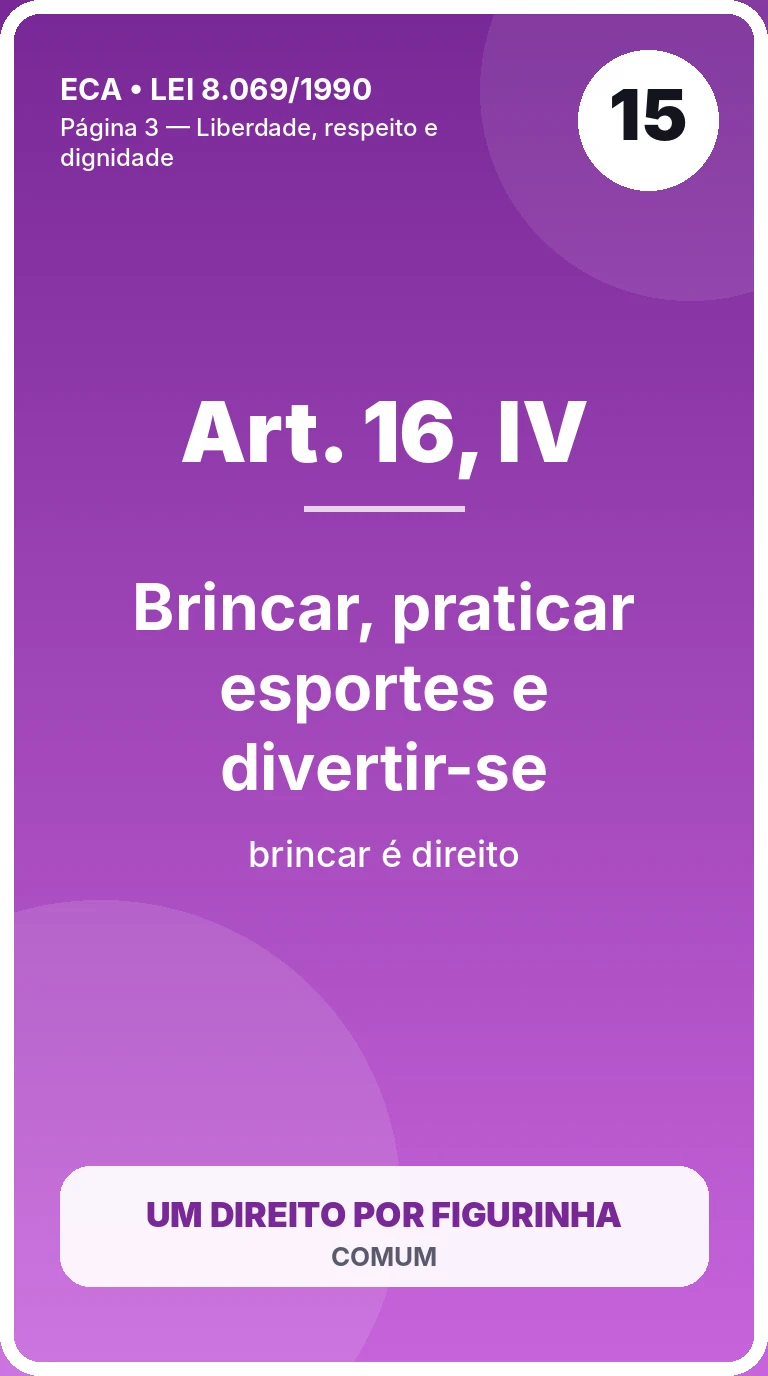 ECA • LEI 8.069/1990
Página 3 — Liberdade, respeito e
dignidade
15
Art. 16, IV
Brincar, praticar
esportes e
divertir-se
brincar é direito
UM DIREITO POR FIGURINHA
COMUM